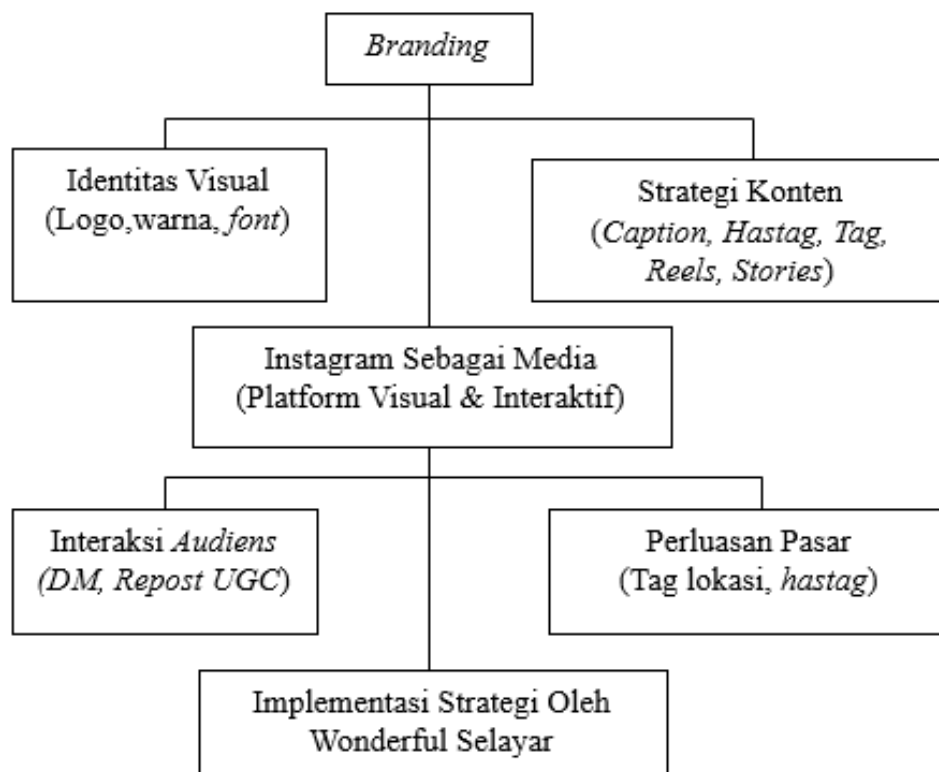 Branding
Identitas Visual
(Logo,warna, font)
Strategi Konten
(Caption, Hastag, Tag,
Reels, Stories)
Instagram Sebagai Media
(Platform Visual & Interaktif)
Interaksi Audiens
(DM, Repost UGC)
Perluasan Pasar
(Tag lokasi, hastag)
Implementasi Strategi Oleh
Wonderful Selayar